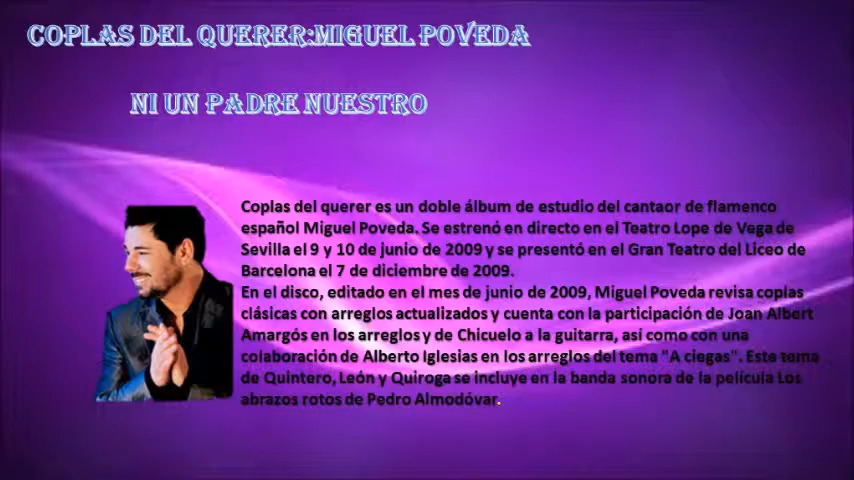 COPLAS DEL QUERER:MIGUEL POVEDA
NI UN PADRE NUESTRO
Coplas del querer es un doble álbum de estudio del cantaor de flamenco
español Miguel Poveda. Se estrenó en directo en el Teatro Lope de Vega de
Sevilla el 9 y 10 de junio de 2009 y se presentó en el Gran Teatro del Liceo de
Barcelona el 7 de diciembre de 2009.
En el disco, editado en el mes de junio de 2009, Miguel Poveda revisa coplas
clásicas con arreglos actualizados y cuenta con la participación de Joan Albert
Amargós en los arreglos y de Chicuelo a la guitarra, así como con una
colaboración de Alberto Iglesias en los arreglos del tema "A ciegas". Este tema
de Quintero, León y Quiroga se incluye en la banda sonora de la película Los
abrazos rotos de Pedro Almodóvar.